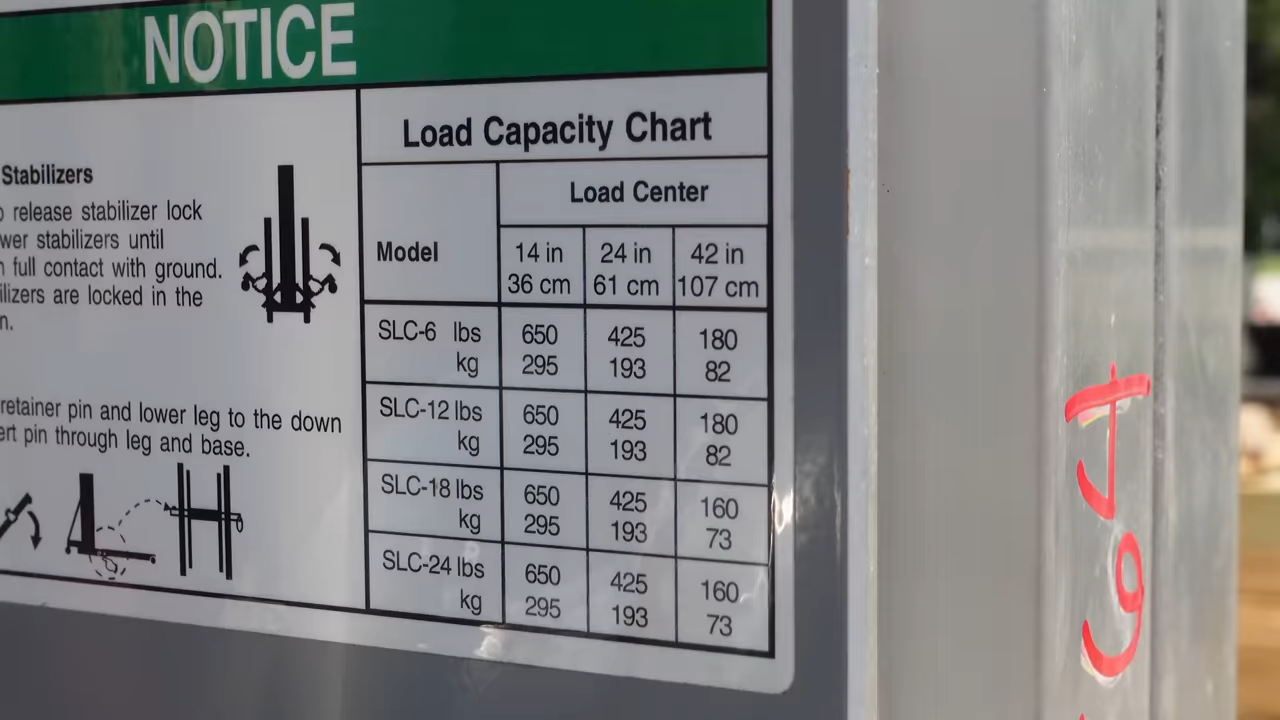 NOTICE
Stabilizers
release stabilizer lock
stabilizers until
full contact with ground.
are locked in the
retainer pin and lower leg to the down
pin through leg and base.
Load Capacity Chart
Load Center
Model
14 in 24 in 42 in
36 cm 61 cm 107 cm
SLC-6 lbs 650 425 180
kg 295 193 82
SLC-12 lbs 650 425 180
kg 295 193 82
SLC-18 lbs 650 425 160
kg 295 193 73
SLC-24 lbs 650 425 160
kg 295 193 73